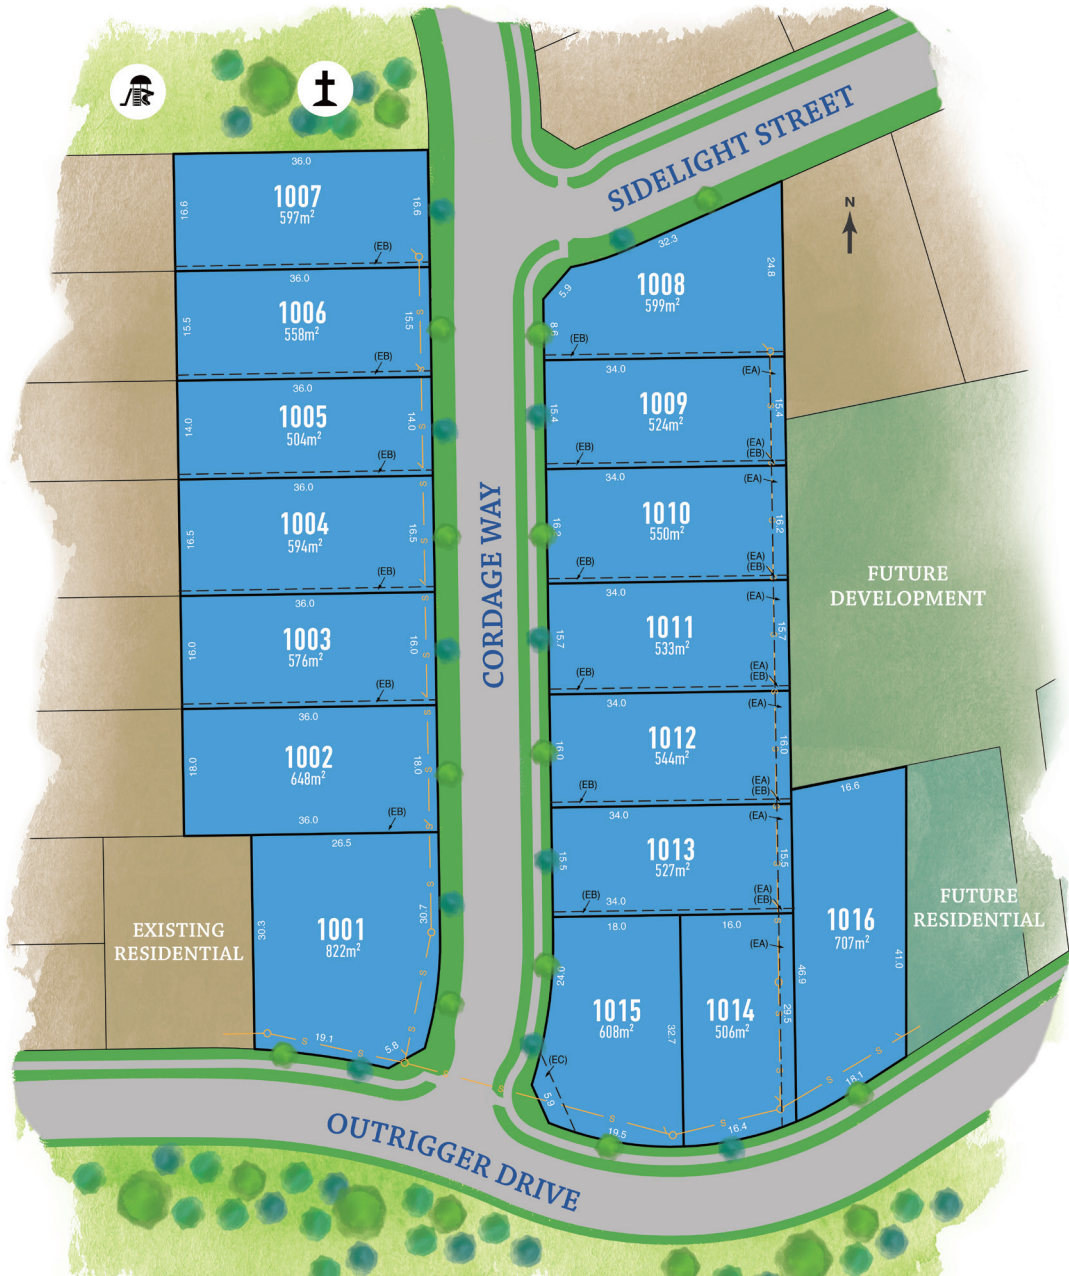 SIDELIGHT STREET
N
36.0
1007
597m²
16.6
16.6
(EB)
36.0
1006
558m²
15.5
15.5
S
(EB)
36.0
1005
504m²
14.0
14.0
S
(EB)
36.0
1004
594m²
16.5
16.5
S
S
(EB)
36.0
1003
576m²
16.0
16.0
S
S
(EB)
1002
648m²
18.0
18.0
S
S
36.0
(EB)
S
26.5
1001
822m²
30.3
30.7
S
S
19.1
S
S
5.8
EXISTING
RESIDENTIAL
CORDAGE WAY
32.3
1008
599m²
24.8
5.9
8.6
(EB)
34.0
(EA)
1009
524m²
15.4
15.4
S
(EB)
(EA)
(EB)
S
34.0
(EA)
1010
550m²
16.2
16.2
S
(EB)
(EA)
(EB)
34.0
(EA)
1011
533m²
15.7
15.7
S
(EB)
(EA)
(EB)
S
34.0
(EA)
1012
544m²
16.0
16.0
S
(EB)
(EA)
(EB)
S
34.0
(EA)
1013
527m²
15.5
15.5
S
(EB)
34.0
(EA)
(EB)
18.0
1015
608m²
24.0
32.7
(EC)
5.9
19.5
S
S
S
16.0
S
(EA)
1014
506m²
29.5
S
S
16.4
16.6
1016
707m²
46.9
41.0
S
S
18.1
FUTURE
DEVELOPMENT
FUTURE
RESIDENTIAL
OUTRIGGER DRIVE